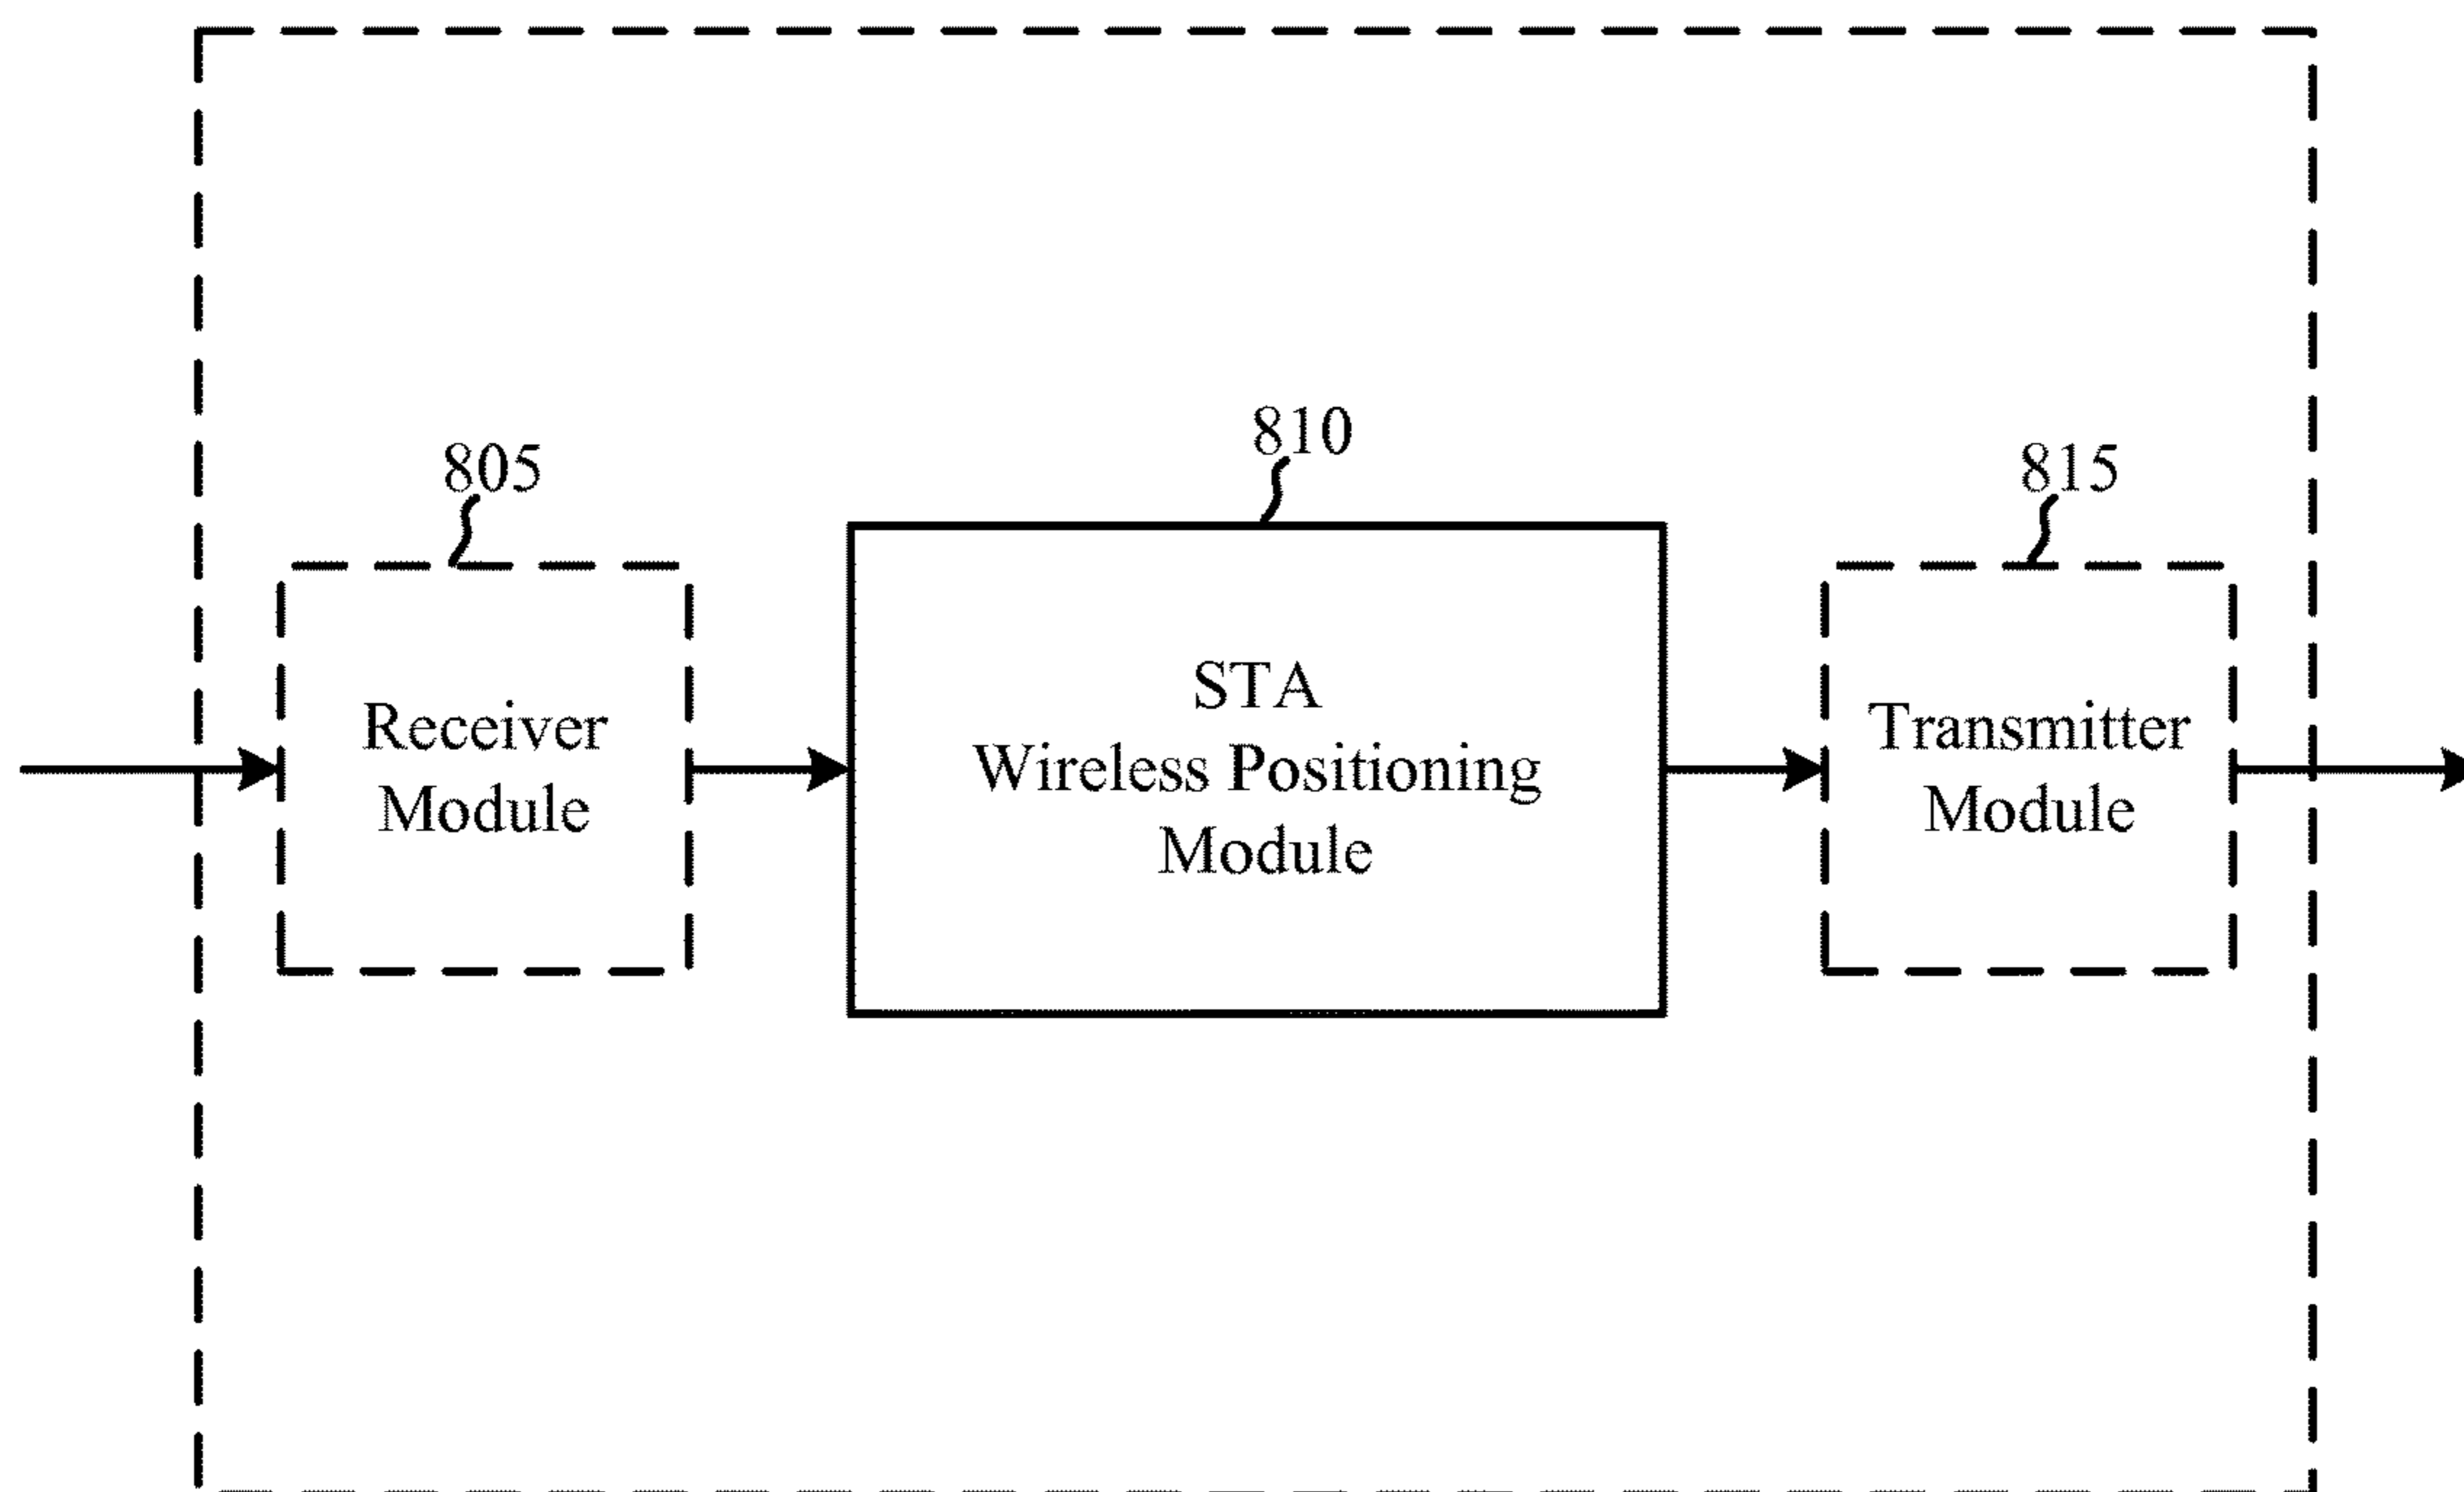 810
805
815
STA
Wireless Positioning
Module
Receiver
Module
Transmitter
Module